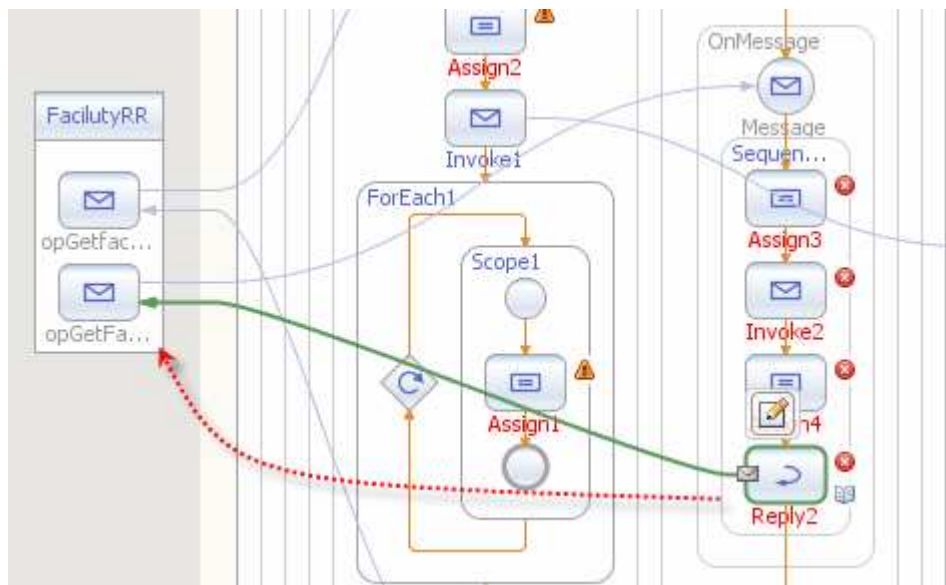 FacilutyRR
opGetfac...
opGetFa...
Assign2
Invoke1
ForEach1
Scope1
Assign1
OnMessage
Message
Sequen...
Assign3
Invoke2
n4
Reply2